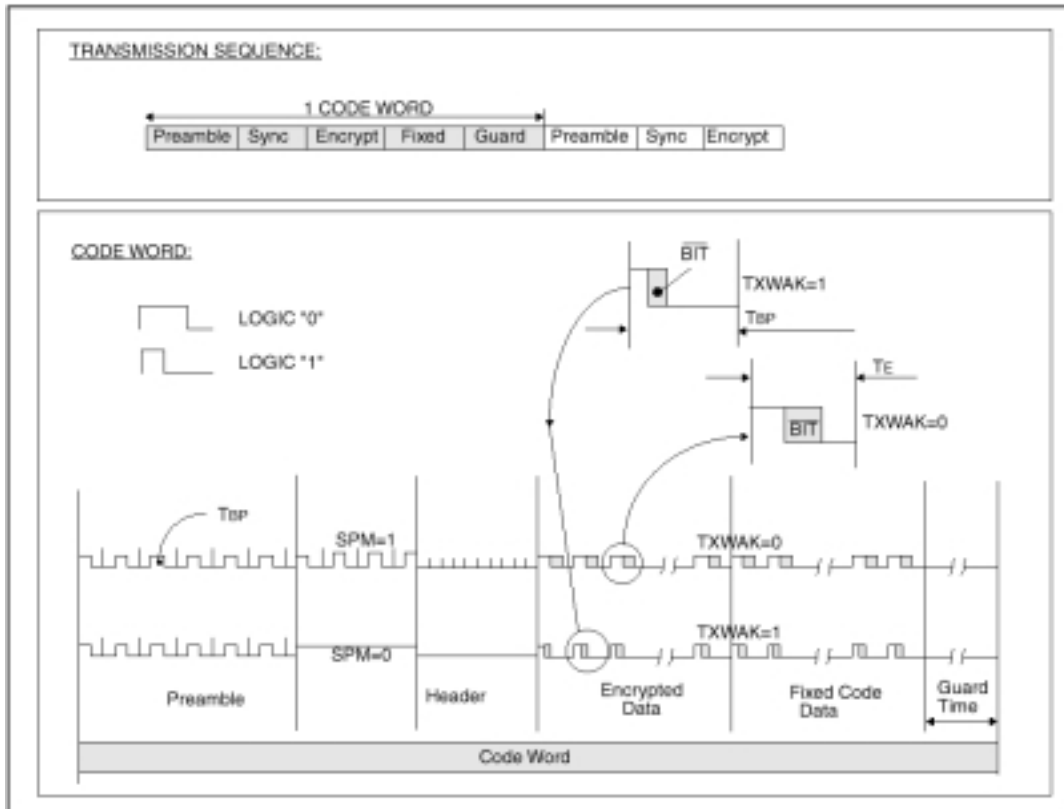 TRANSMISSION SEQUENCE:
1 CODE WORD
Preamble Sync Encrypt Fixed Guard Preamble Sync Encrypt
CODE WORD:
LOGIC "0"
LOGIC "1"
BIT
TXWAK=1
TBP
TE
BIT
TXWAK=0
TBP
SPM=1
TXWAK=0
SPM=0
TXWAK=1
Preamble
Header
Encrypted
Data
Fixed Code
Data
Guard
Time
Code Word